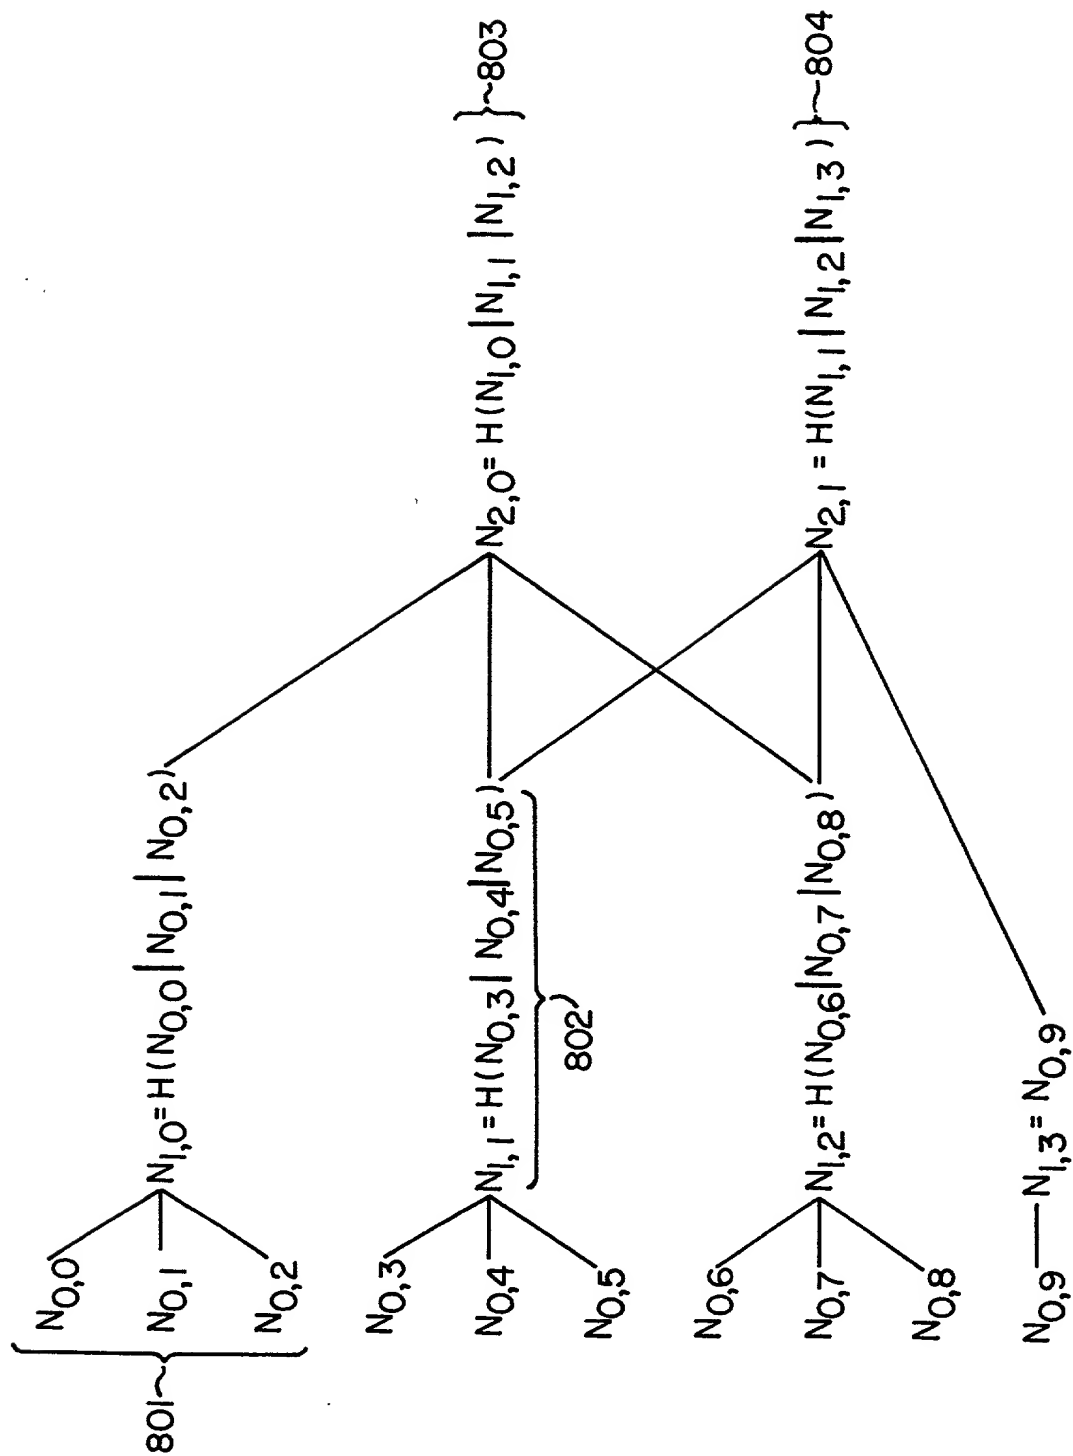 801
N0,0
N0,1
N0,2
N1,0=H(N0,0|N0,1|N0,2)
N0,3
N0,4
N0,5
N1,1=H(N0,3|N0,4|N0,5)
802
N0,6
N0,7
N0,8
N1,2=H(N0,6|N0,7|N0,8)
N0,9
N1,3=N0,9
N2,0=H(N1,0|N1,1|N1,2)
803
N2,1=H(N1,1|N1,2|N1,3)
804